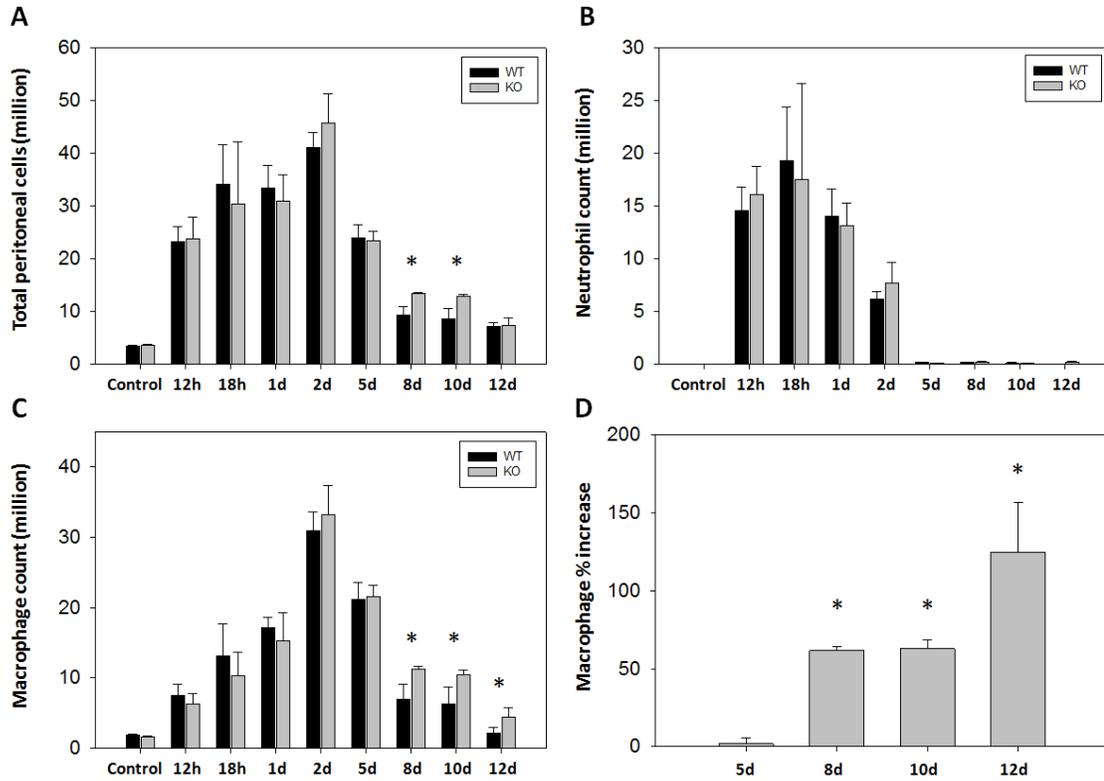 A
Total peritoneal cells (million)
60
50
40
30
20
10
0
WT
KO
*
*
Control 12h 18h 1d 2d 5d 8d 10d 12d
B
Neutrophil count (million)
30
25
20
15
10
5
0
WT
KO
Control 12h 18h 1d 2d 5d 8d 10d 12d
C
Macrophage count (million)
40
30
20
10
0
WT
KO
*
*
*
Control 12h 18h 1d 2d 5d 8d 10d 12d
D
Macrophage % increase
200
150
100
50
0
*
*
*
5d 8d 10d 12d